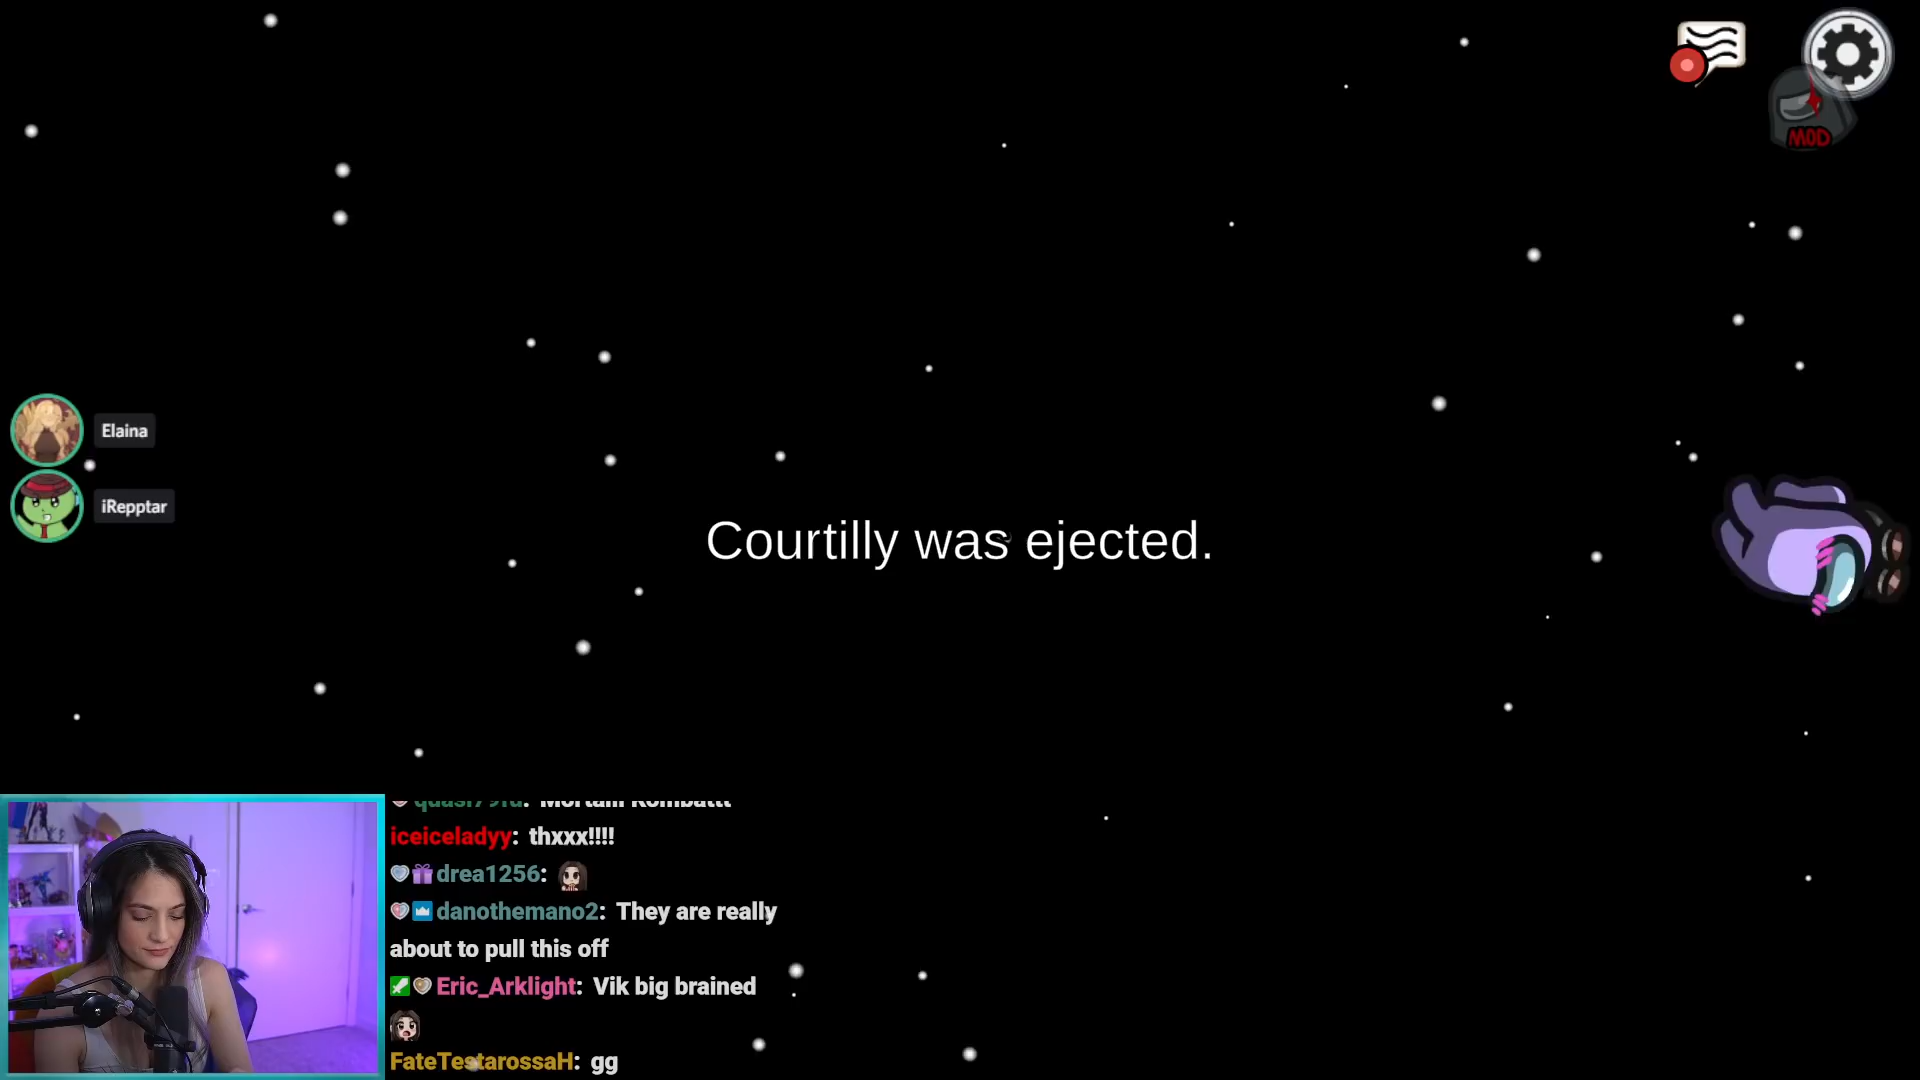 MOD
Elaina
iRepptar
Courtilly was ejected.
iceiceladyy: thxxx!!!!
drea1256:
danothemano2: They are really
about to pull this off
Eric_Arklight: Vik big brained
FateTestarossaH: gg